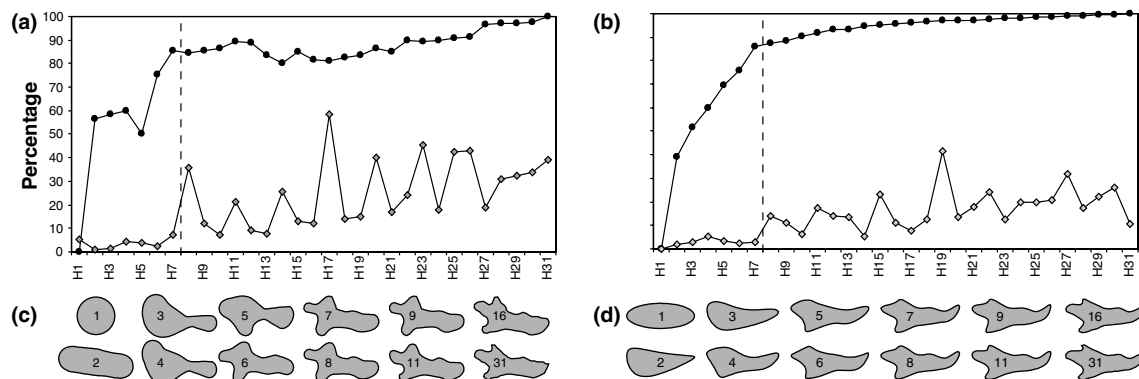 (a)
Percentage
100
90
80
70
60
50
40
30
20
10
0
H1 H3 H5 H7 H9 H11 H13 H15 H17 H19 H21 H23 H25 H27 H29 H31
(b)
H1 H3 H5 H7 H9 H11 H13 H15 H17 H19 H21 H23 H25 H27 H29 H31
(c) 1 3 5 7 9 16
2 4 6 8 11 31
(d) 1 3 5 7 9 16
2 4 6 8 11 31